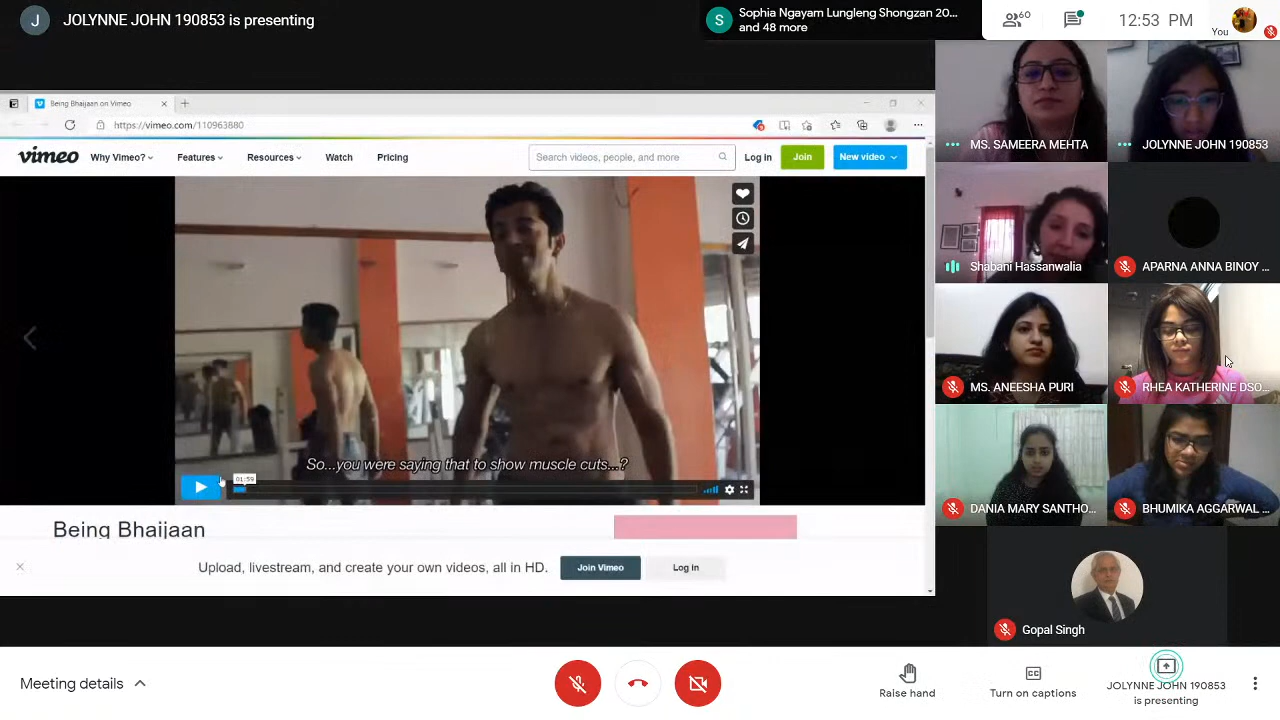 J JOLYNNE JOHN 190853 is presenting
S Sophia Ngayam Lungleng Shongzan 20...
and 48 more
60
12:53 PM
You
Being Bhaijaan on Vimeo
https://vimeo.com/110963880
vimeo Why Vimeo? Features Resources Watch Pricing Search videos, people, and more Log in Join New video
So...you were saying that to show muscle cuts...?
01:59
Being Bhaijaan
Upload, livestream, and create your own videos, all in HD. Join Vimeo Log in
MS. SAMEERA MEHTA
JOLYNNE JOHN 190853
Shabani Hassanwalia
APARNA ANNA BINOY ...
MS. ANEESHA PURI
RHEA KATHERINE DSO...
DANIA MARY SANTHO...
BHUMIKA AGGARWAL ...
Gopal Singh
Meeting details
Raise hand
CC
Turn on captions
JOLYNNE JOHN 190853
is presenting